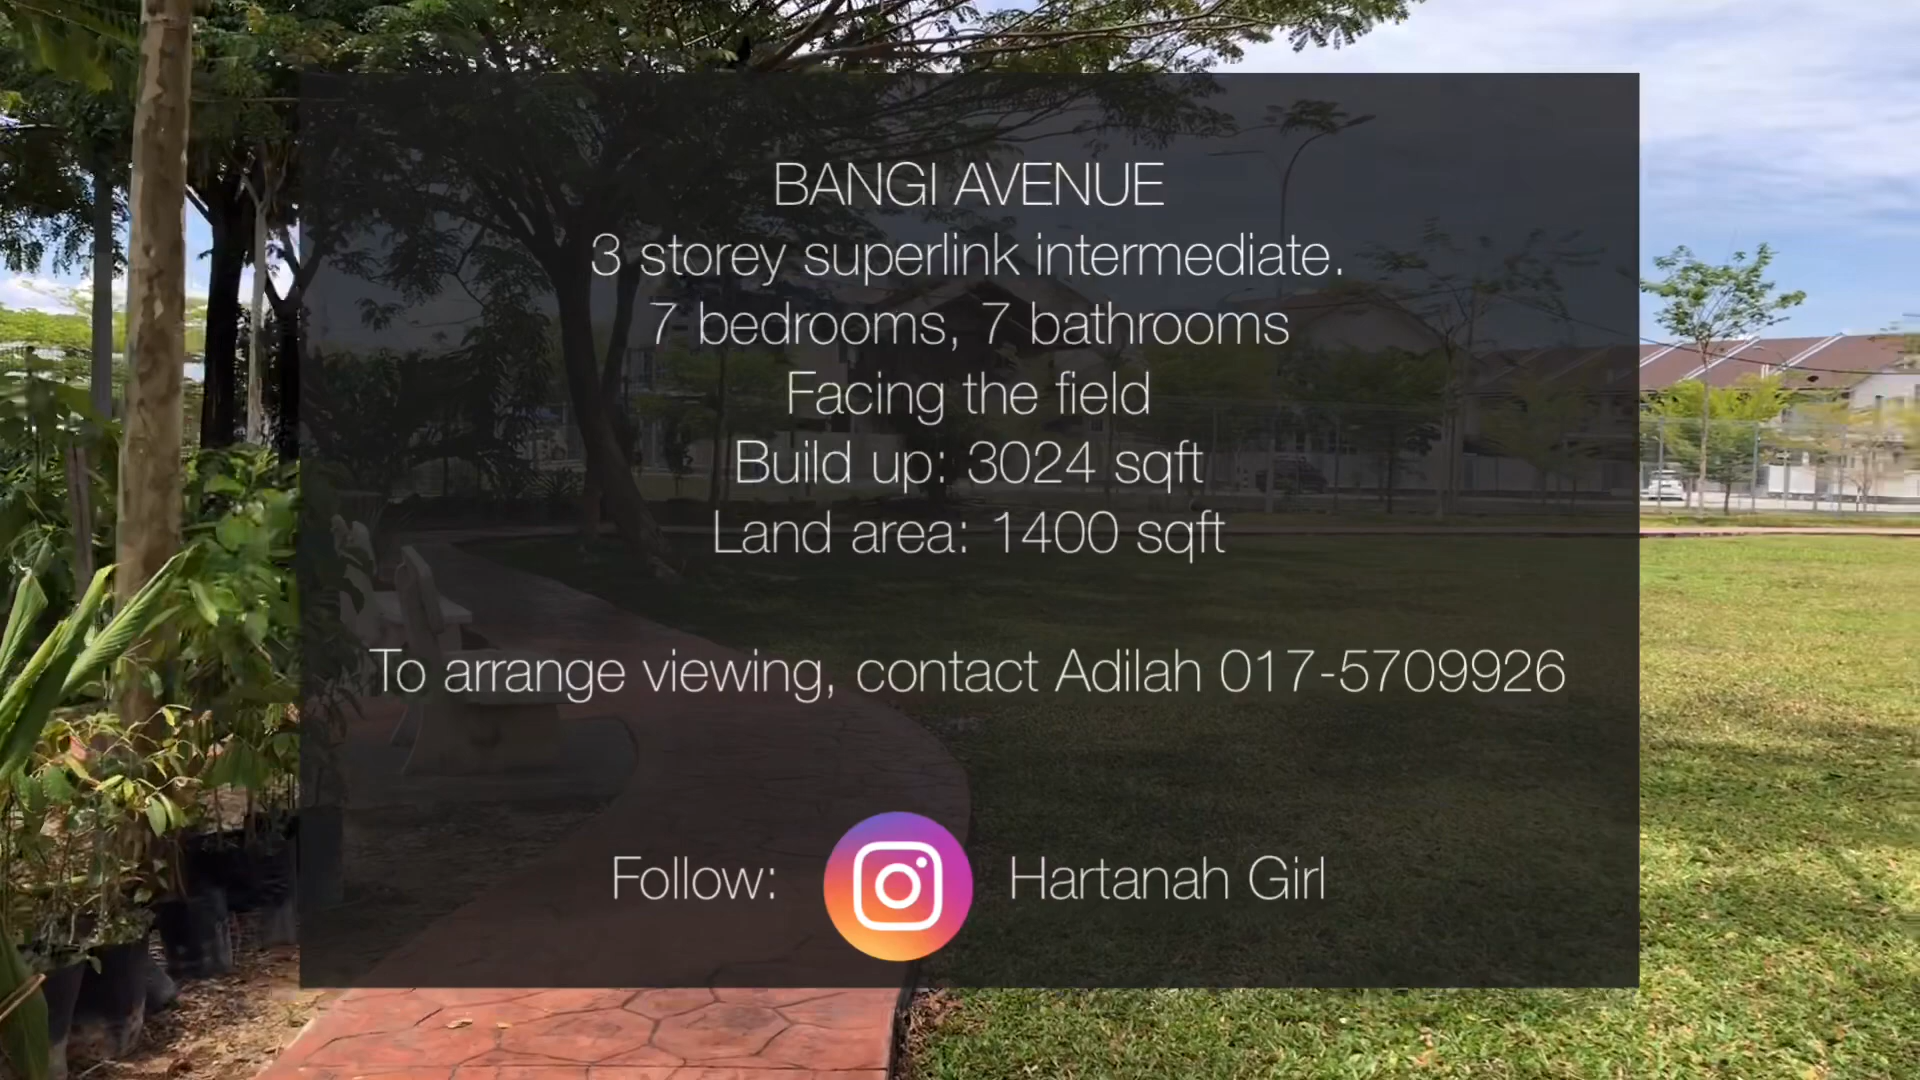 BANGI AVENUE
3 storey superlink intermediate.
7 bedrooms, 7 bathrooms
Facing the field
Build up: 3024 sqft
Land area: 1400 sqft
To arrange viewing, contact Adilah 017-5709926
Follow: Hartanah Girl